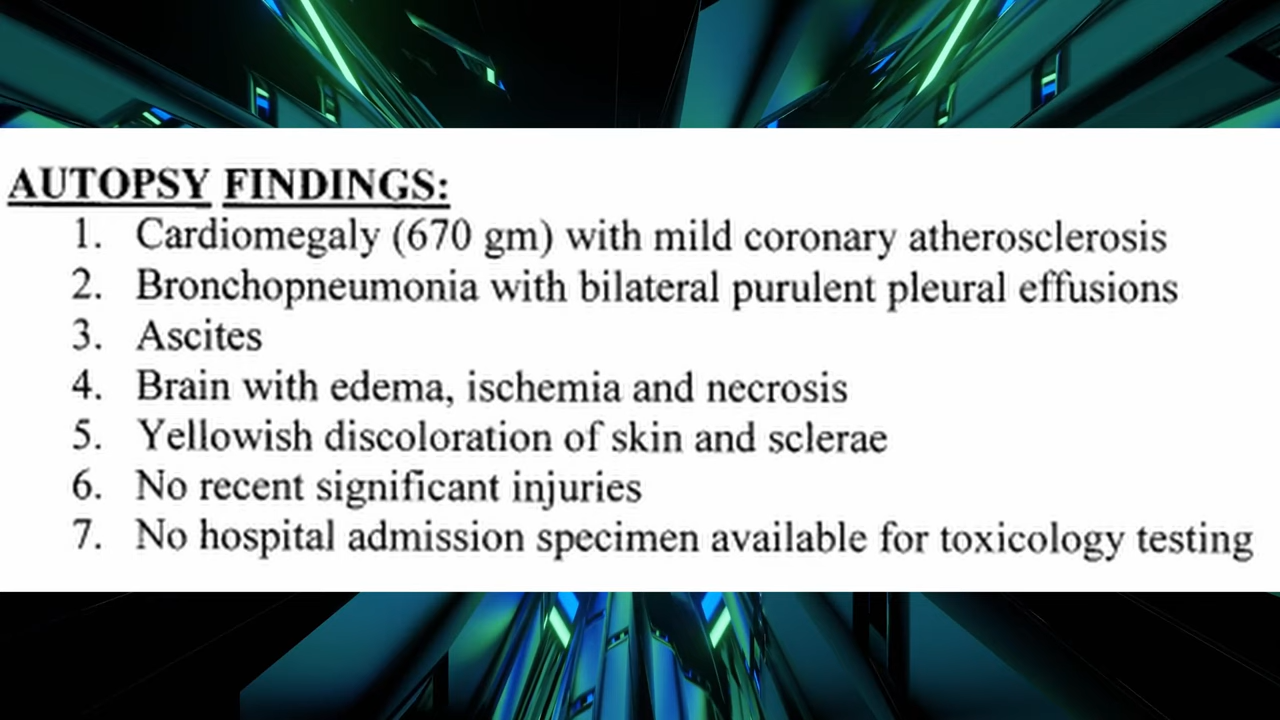 AUTOPSY FINDINGS:
1. Cardiomegaly (670 gm) with mild coronary atherosclerosis
2. Bronchopneumonia with bilateral purulent pleural effusions
3. Ascites
4. Brain with edema, ischemia and necrosis
5. Yellowish discoloration of skin and sclerae
6. No recent significant injuries
7. No hospital admission specimen available for toxicology testing